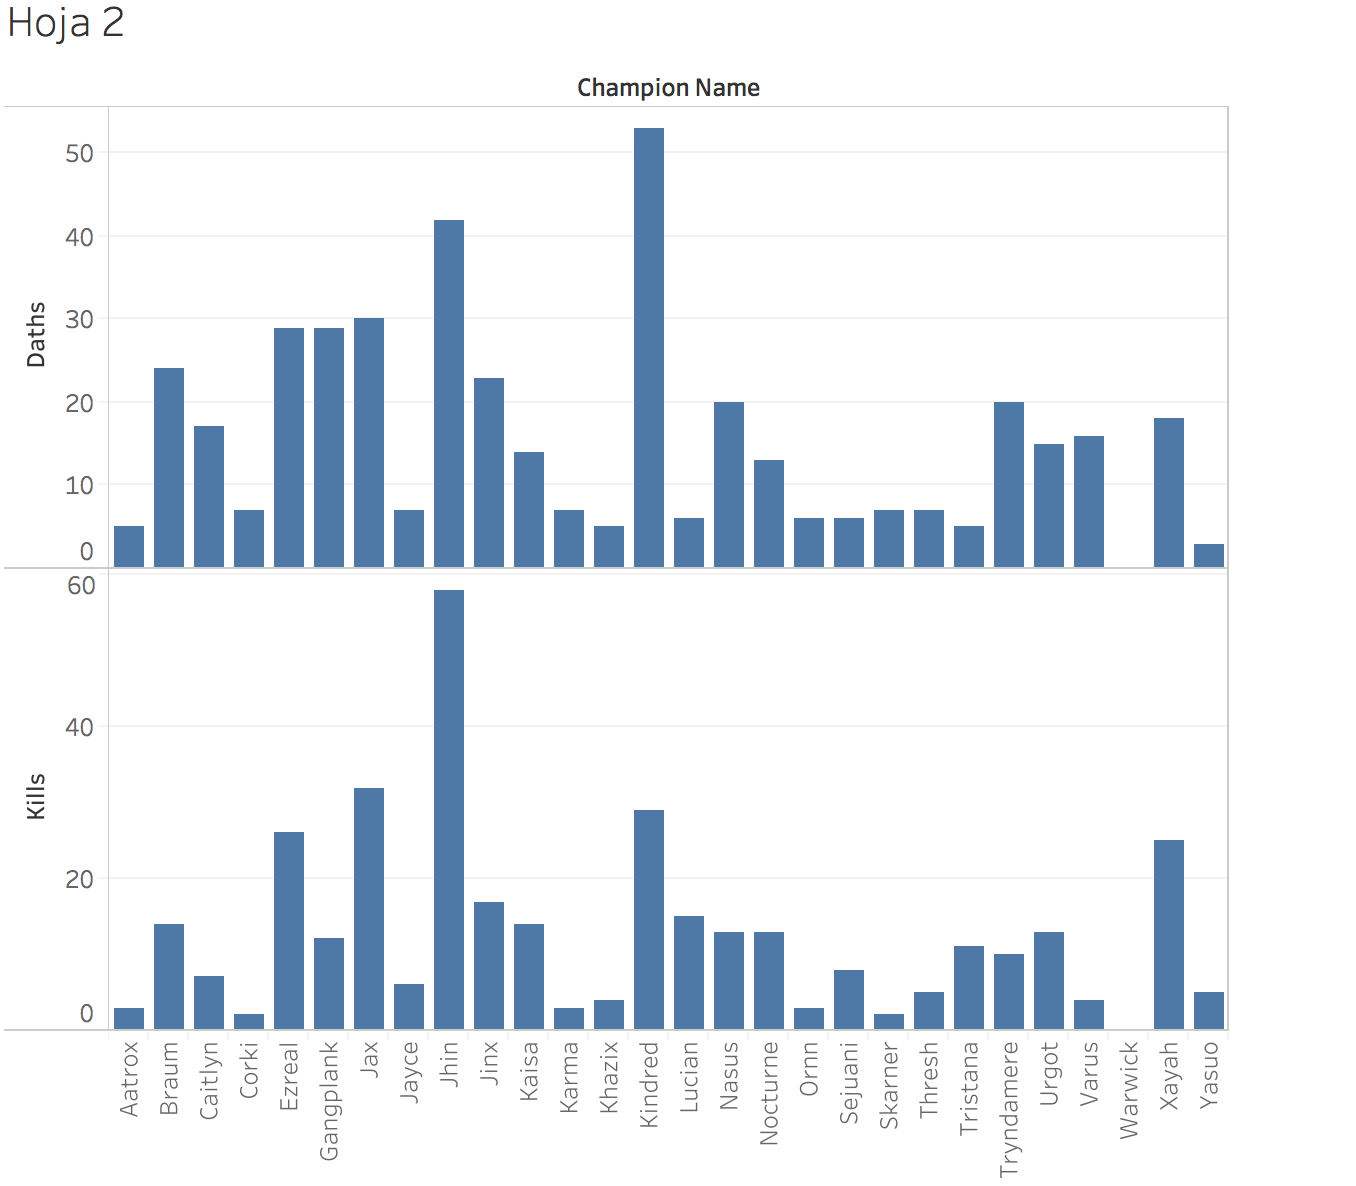 Hoja 2
Champion Name
50
40
30
20
10
0
Daths
60
40
20
0
Kills
Aatrox
Braum
Caitlyn
Corki
Ezreal
Gangplank
Jax
Jayce
Jhin
Jinx
Kaisa
Karma
Khazix
Kindred
Lucian
Nasus
Nocturne
Ornn
Sejuani
Skarner
Thresh
Tristana
Tryndamere
Urgot
Varus
Warwick
Xayah
Yasuo